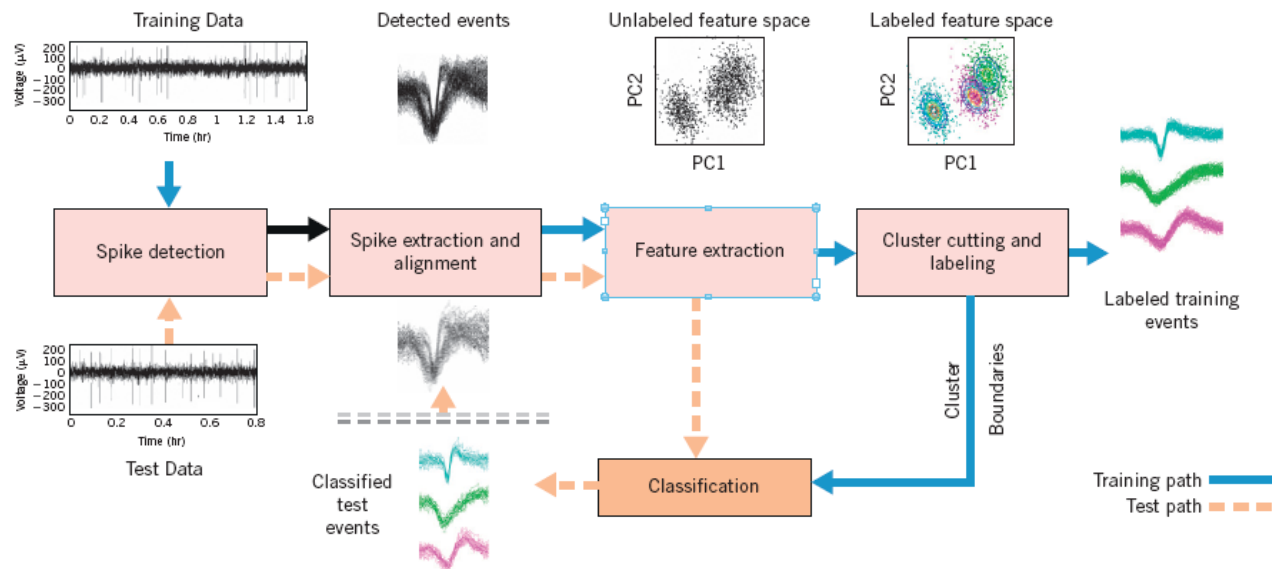 Training Data
Detected events
Unlabeled feature space
Labeled feature space
Voltage (µV)
200
100
0
−100
−200
−300
0 0.2 0.4 0.6 0.8 1 1.2 1.4 1.6 1.8
Time (hr)
PC2
PC1
PC2
PC1
Spike detection
Spike extraction and
alignment
Feature extraction
Cluster cutting and
labeling
Labeled training
events
Voltage (µV)
200
100
0
−100
−200
−300
0 0.2 0.4 0.6 0.8
Time (hr)
Test Data
Cluster
Boundaries
Classified
test
events
Classification
Training path
Test path